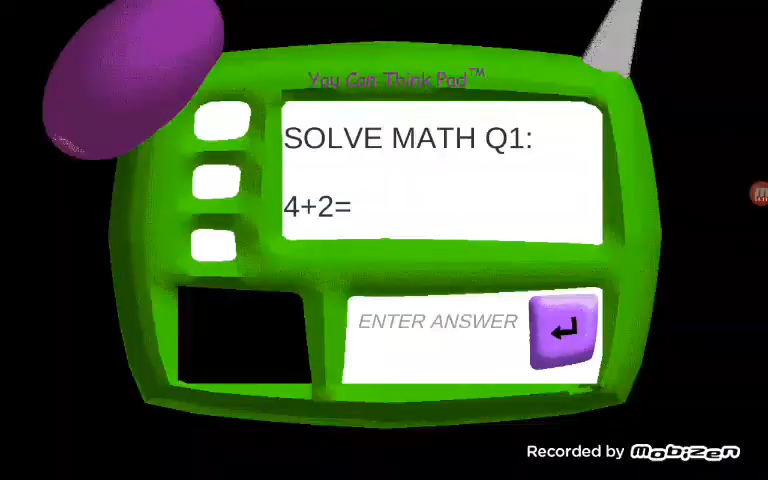 You Can Think Pad™
SOLVE MATH Q1:
4+2=
ENTER ANSWER
Recorded by MOBIZEN